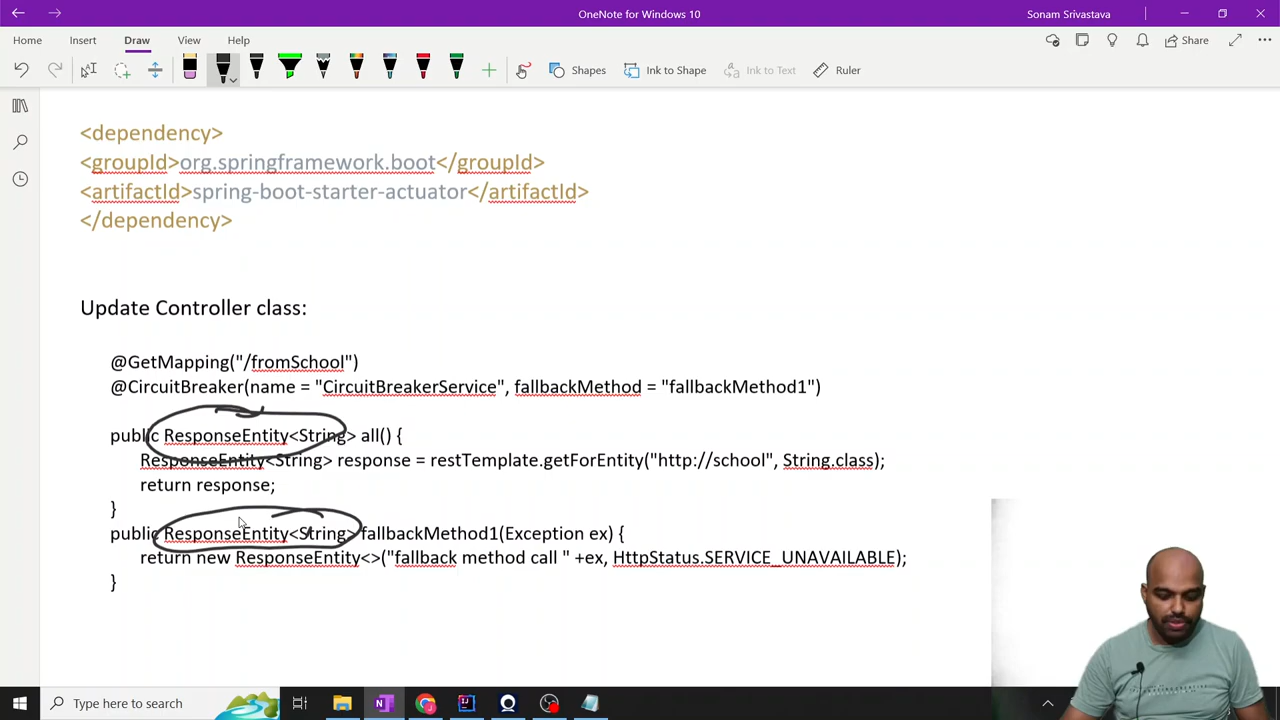 OneNote for Windows 10
Sonam Srivastava
Home Insert Draw View Help
Share
Shapes Ink to Shape Ink to Text Ruler
<dependency>
<groupId>org.springframework.boot</groupId>
<artifactId>spring-boot-starter-actuator</artifactId>
</dependency>
Update Controller class:
@GetMapping("/fromSchool")
@CircuitBreaker(name = "CircuitBreakerService", fallbackMethod = "fallbackMethod1")
public ResponseEntity<String> all() {
ResponseEntity<String> response = restTemplate.getForEntity("http://school", String.class);
return response;
}
public ResponseEntity<String> fallbackMethod1(Exception ex) {
return new ResponseEntity<>("fallback method call " +ex, HttpStatus.SERVICE_UNAVAILABLE);
}
Type here to search